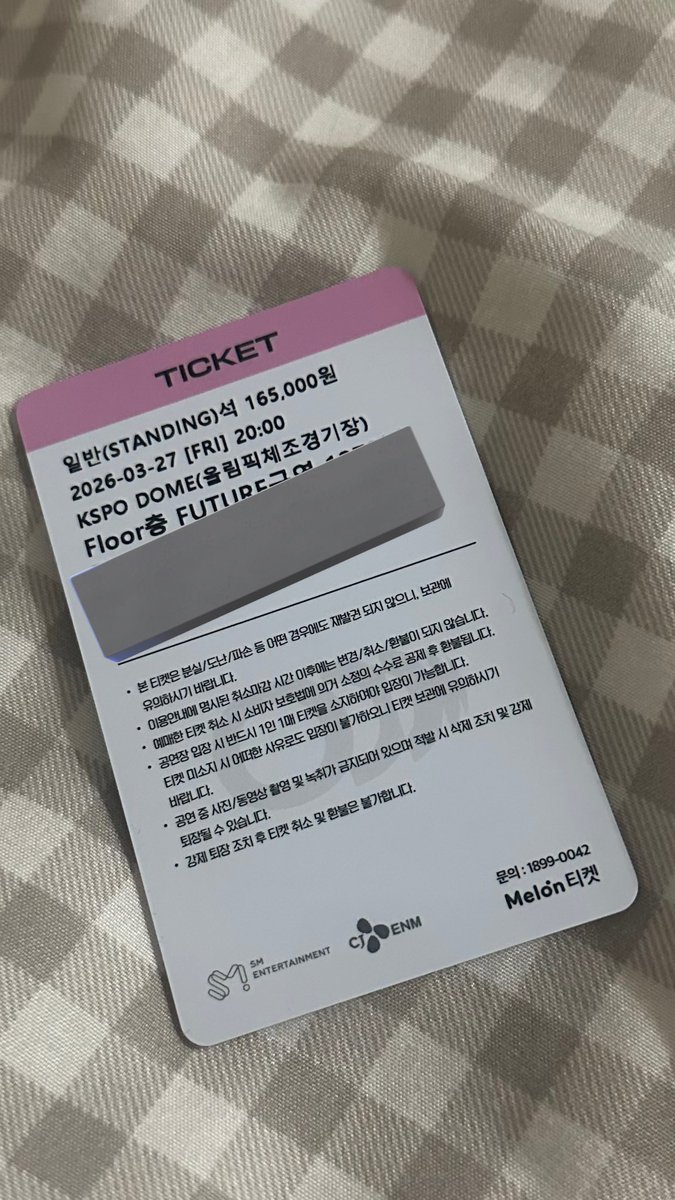 TICKET
일반(STANDING)석 165,000원
2026-03-27 [FRI] 20:00
KSPO DOME(올림픽체조경기장)
Floor층 FUTURE구역
• 본 티켓은 분실/도난/파손 등 어떤 경우에도 재발권 되지 않으니, 보관에
유의하시기 바랍니다.
• 이용안내에 명시된 취소마감 시간 이후에는 변경/취소/환불이 되지 않습니다.
• 예매한 티켓 취소 시 소비자 보호법에 의거 소정의 수수료 공제 후 환불됩니다.
• 공연장 입장 시 반드시 1인 1매 티켓을 소지하여야 입장이 가능합니다.
티켓 미소지 시 어떠한 사유로도 입장이 불가하오니 티켓 보관에 유의하시기
바랍니다.
• 공연 중 사진/동영상 촬영 및 녹취가 금지되어 있으며 적발 시 삭제 조치 및 강제
퇴장될 수 있습니다.
• 강제 퇴장 조치 후 티켓 취소 및 환불은 불가합니다.
문의 : 1899-0042
Melon티켓
SM!
SM
ENTERTAINMENT
CJ ENM